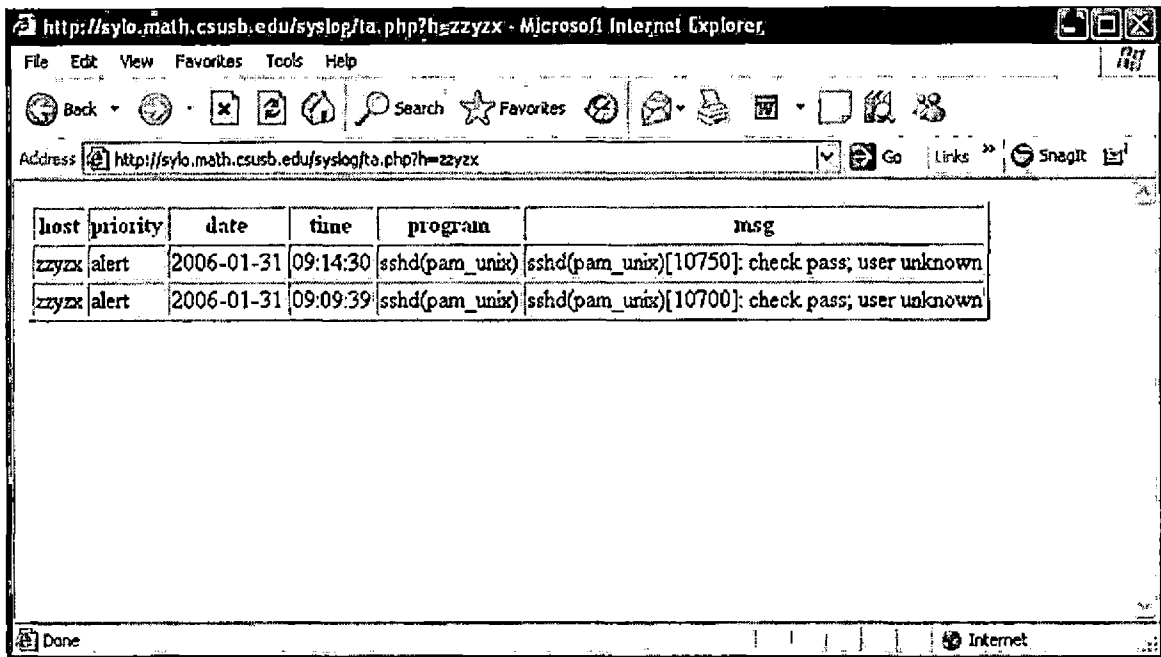 http://sylo.math.csusb.edu/syslog/ta.php?h=zzyzx - Microsoft Internet Explorer
File Edit View Favorites Tools Help
Back Search Favorites
Address http://sylo.math.csusb.edu/syslog/ta.php?h=zzyzx Go Links » SnagIt
host priority date time program msg
zzyzx alert 2006-01-31 09:14:30 sshd(pam_unix) sshd(pam_unix)[10750]: check pass; user unknown
zzyzx alert 2006-01-31 09:09:39 sshd(pam_unix) sshd(pam_unix)[10700]: check pass; user unknown
Done Internet